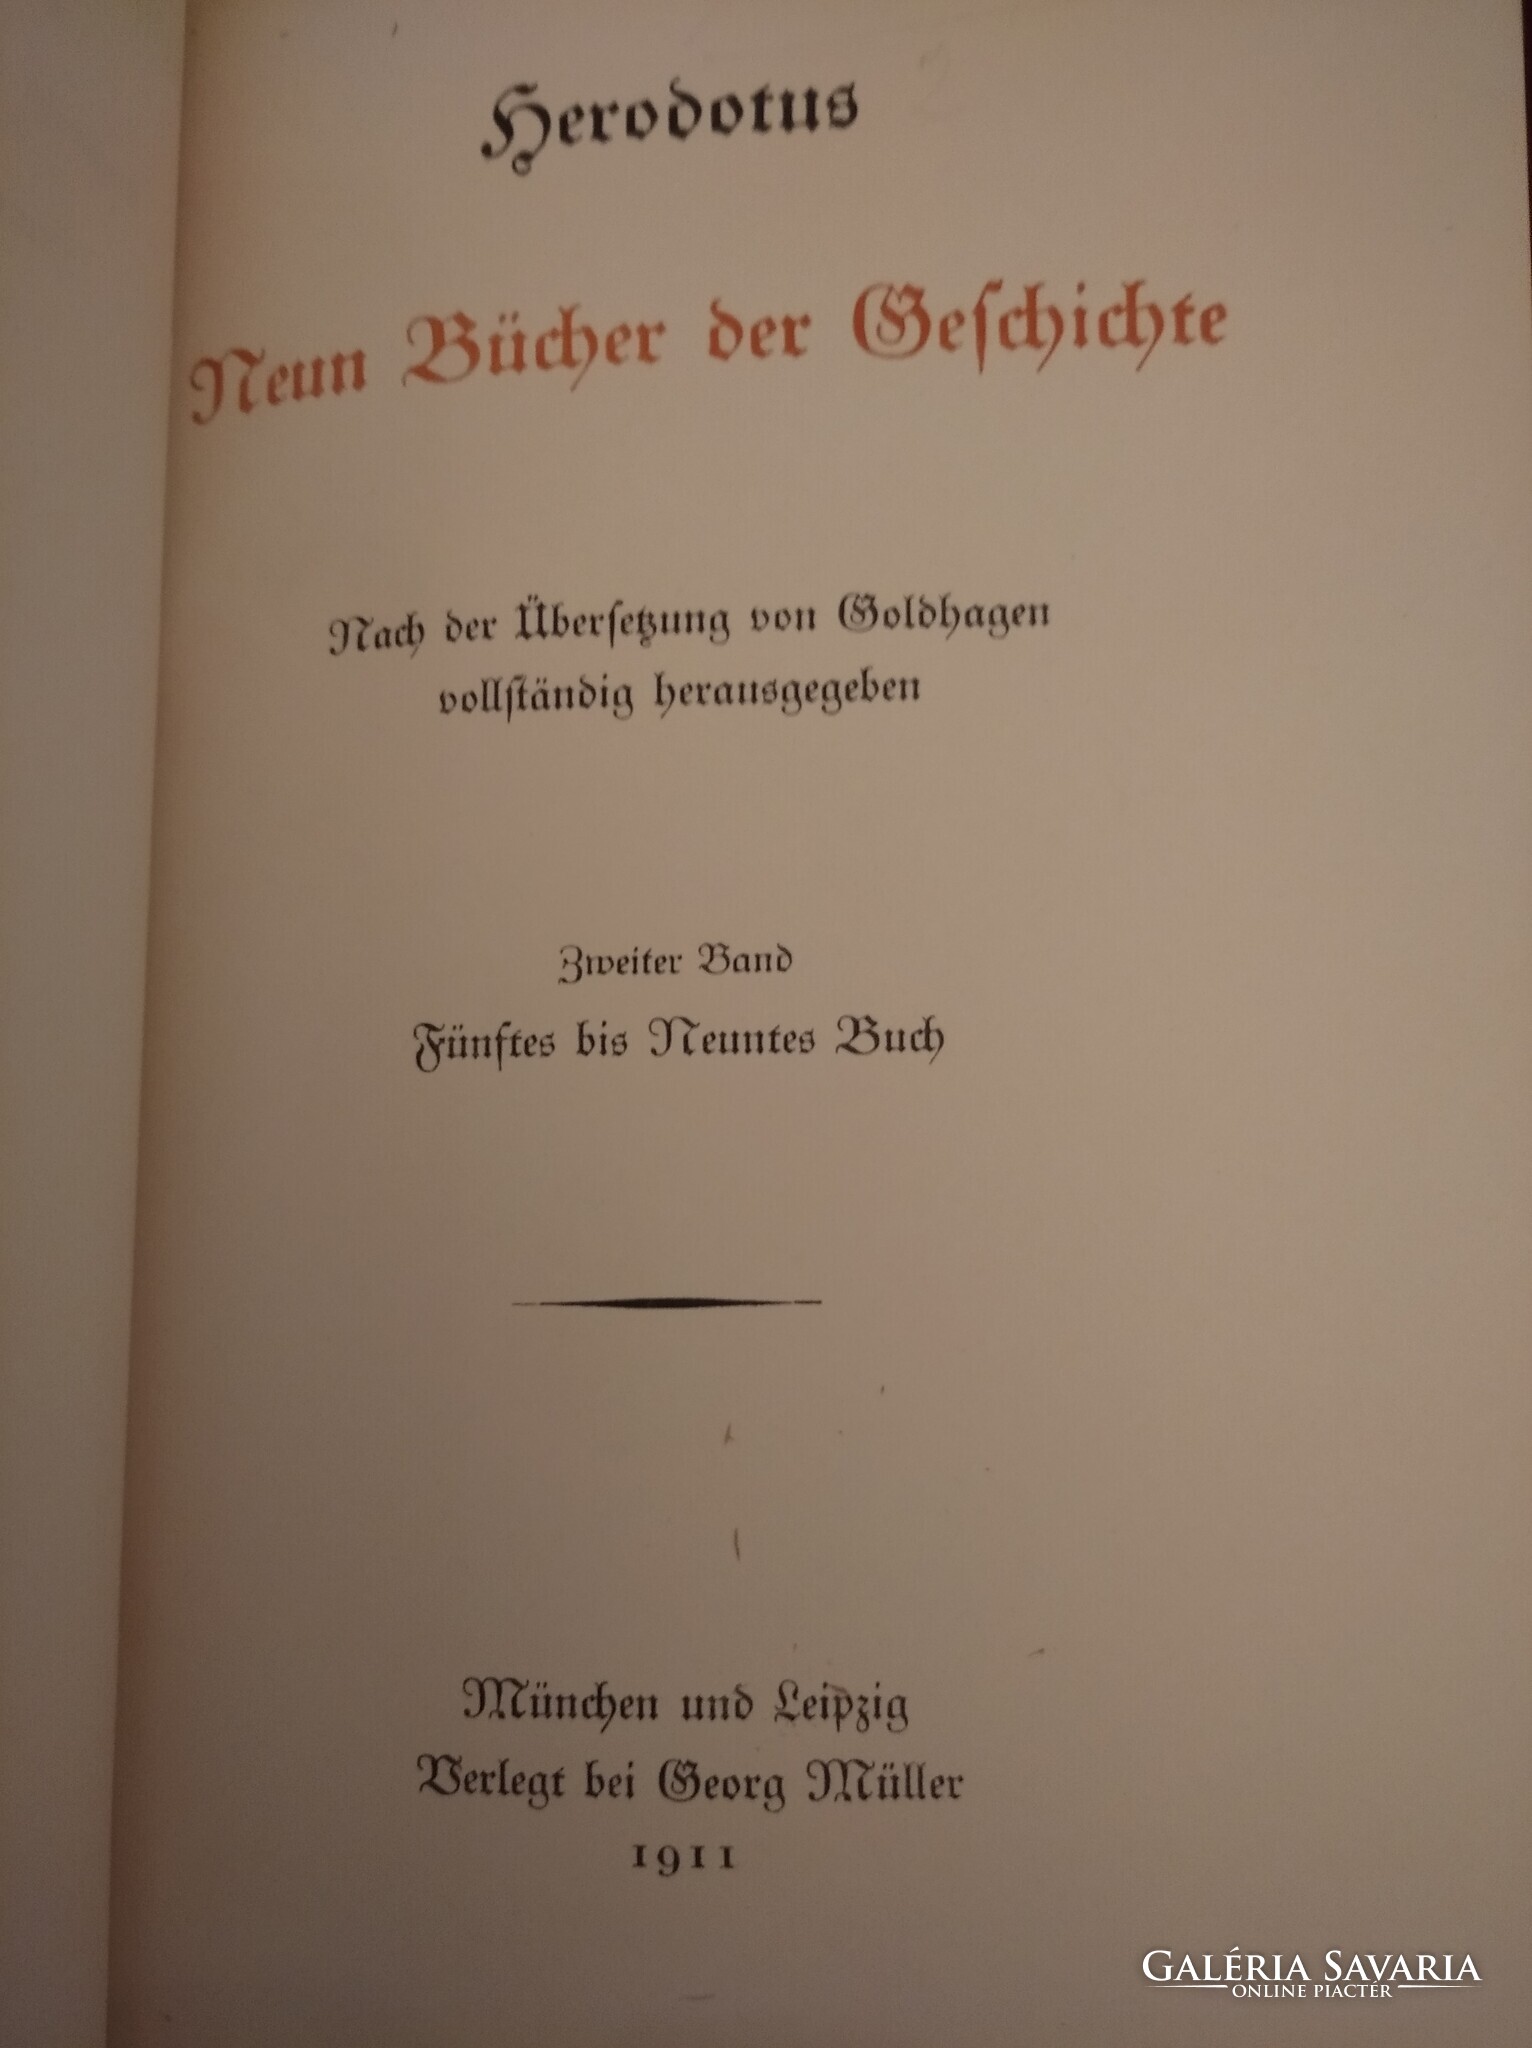 Herodotus
Neun Bücher der Geſchichte
Nach der Überſetzung von Goldhagen
vollſtändig herausgegeben
Zweiter Band
Fünftes bis Neuntes Buch
München und Leipzig
Verlegt bei Georg Müller
1911
GALÉRIA SAVARIA
ONLINE PIACTÉR